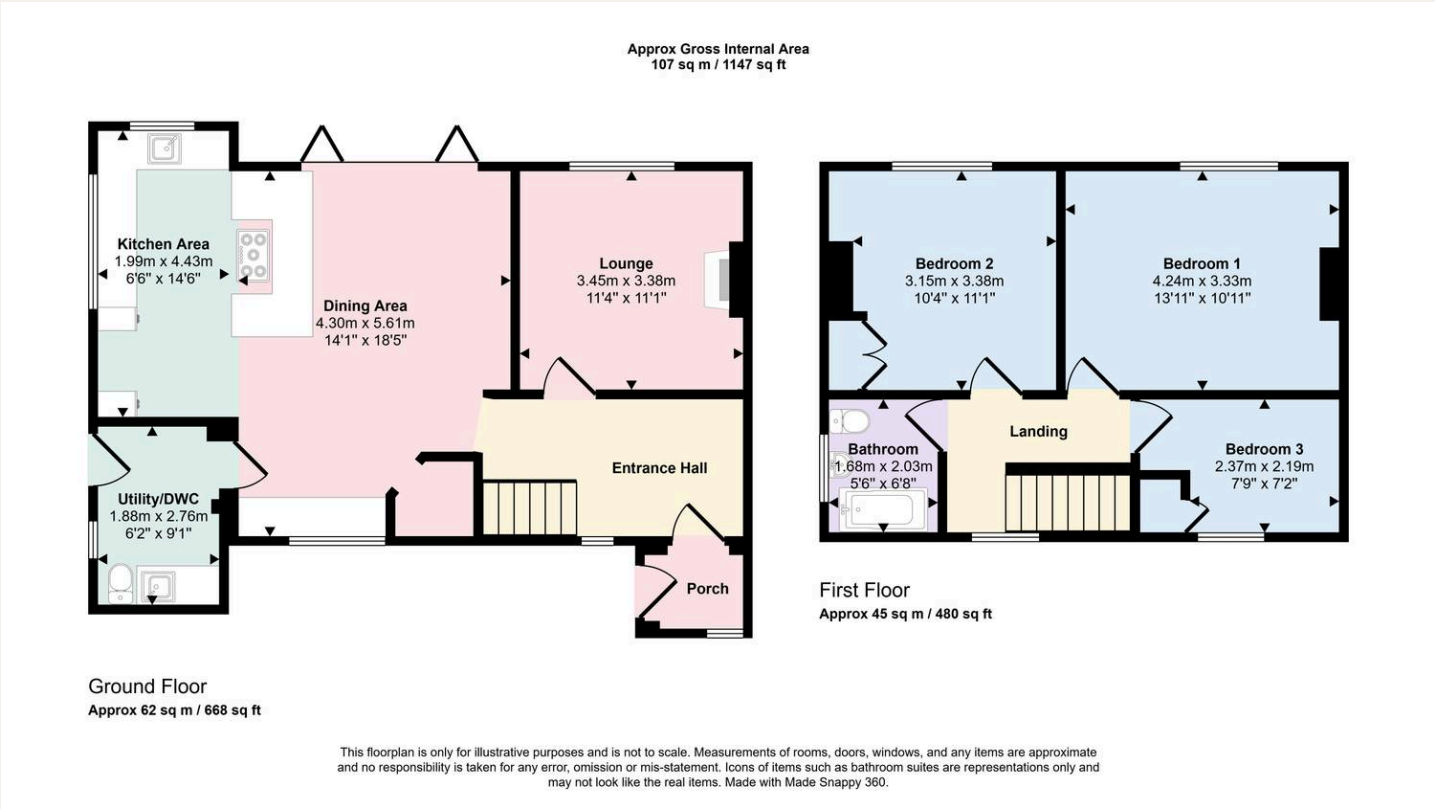 Approx Gross Internal Area
107 sq m / 1147 sq ft
Kitchen Area
1.99m x 4.43m
6'6" x 14'6"
Dining Area
4.30m x 5.61m
14'1" x 18'5"
Lounge
3.45m x 3.38m
11'4" x 11'1"
Entrance Hall
Utility/DWC
1.88m x 2.76m
6'2" x 9'1"
Porch
Ground Floor
Approx 62 sq m / 668 sq ft
Bedroom 2
3.15m x 3.38m
10'4" x 11'1"
Bedroom 1
4.24m x 3.33m
13'11" x 10'11"
Landing
Bathroom
1.68m x 2.03m
5'6" x 6'8"
Bedroom 3
2.37m x 2.19m
7'9" x 7'2"
First Floor
Approx 45 sq m / 480 sq ft
This floorplan is only for illustrative purposes and is not to scale. Measurements of rooms, doors, windows, and any items are approximate
and no responsibility is taken for any error, omission or mis-statement. Icons of items such as bathroom suites are representations only and
may not look like the real items. Made with Made Snappy 360.